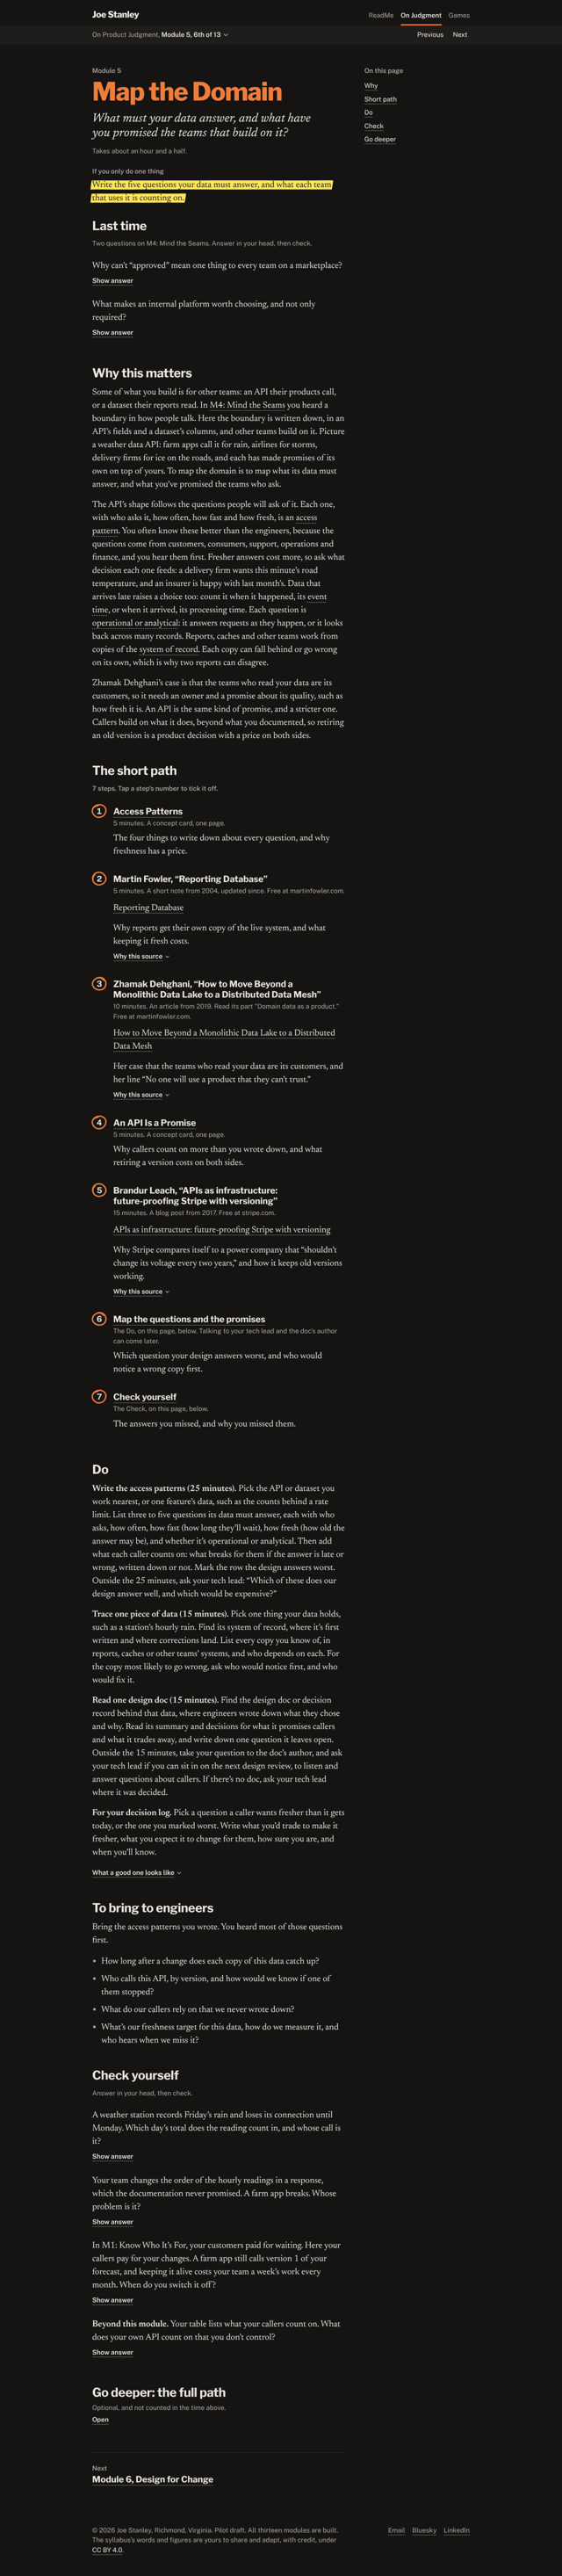 Joe Stanley
ReadMe On Judgment Games
On Product Judgment, Module 5, 6th of 13
Previous Next
Module 5
Map the Domain
What must your data answer, and what have
you promised the teams that build on it?
Takes about an hour and a half.
If you only do one thing
Write the five questions your data must answer, and what each team
that uses it is counting on.
On this page
Why
Short path
Do
Check
Go deeper
Last time
Two questions on M4: Mind the Seams. Answer in your head, then check.
Why can't “approved” mean one thing to every team on a marketplace?
Show answer
What makes an internal platform worth choosing, and not only
required?
Show answer
Why this matters
Some of what you build is for other teams: an API their products call,
or a dataset their reports read. In M4: Mind the Seams you heard a
boundary in how people talk. Here the boundary is written down, in an
API's fields and a dataset's columns, and other teams build on it. Picture
a weather data API: farm apps call it for rain, airlines for storms,
delivery firms for ice on the roads, and each has made promises of its
own on top of yours. To map the domain is to map what its data must
answer, and what you've promised the teams who ask.
The API's shape follows the questions people will ask of it. Each one,
with who asks it, how often, how fast and how fresh, is an access
pattern. You often know these better than the engineers, because the
questions come from customers, consumers, support, operations and
finance, and you hear them first. Fresher answers cost more, so ask what
decision each one feeds: a delivery firm wants this minute's road
temperature, and an insurer is happy with last month's. Data that
arrives late raises a choice too: count it when it happened, its event
time, or when it arrived, its processing time. Each question is
operational or analytical: it answers requests as they happen, or it looks
back across many records. Reports, caches and other teams work from
copies of the system of record. Each copy can fall behind or go wrong
on its own, which is why two reports can disagree.
Zhamak Dehghani's case is that the teams who read your data are its
customers, so it needs an owner and a promise about its quality, such as
how fresh it is. An API is the same kind of promise, and a stricter one.
Callers build on what it does, beyond what you documented, so retiring
an old version is a product decision with a price on both sides.
The short path
7 steps. Tap a step's number to tick it off.
1 Access Patterns
5 minutes. A concept card, one page.
The four things to write down about every question, and why
freshness has a price.
2 Martin Fowler, “Reporting Database”
5 minutes. A short note from 2004, updated since. Free at martinfowler.com.
Reporting Database
Why reports get their own copy of the live system, and what
keeping it fresh costs.
Why this source
3 Zhamak Dehghani, “How to Move Beyond a
Monolithic Data Lake to a Distributed Data Mesh”
10 minutes. An article from 2019. Read its part “Domain data as a product.”
Free at martinfowler.com.
How to Move Beyond a Monolithic Data Lake to a Distributed
Data Mesh
Her case that the teams who read your data are its customers, and
her line “No one will use a product that they can't trust.”
Why this source
4 An API Is a Promise
5 minutes. A concept card, one page.
Why callers count on more than you wrote down, and what
retiring a version costs on both sides.
5 Brandur Leach, “APIs as infrastructure:
future-proofing Stripe with versioning”
15 minutes. A blog post from 2017. Free at stripe.com.
APIs as infrastructure: future-proofing Stripe with versioning
Why Stripe compares itself to a power company that “shouldn't
change its voltage every two years,” and how it keeps old versions
working.
Why this source
6 Map the questions and the promises
The Do, on this page, below. Talking to your tech lead and the doc's author
can come later.
Which question your design answers worst, and who would
notice a wrong copy first.
7 Check yourself
The Check, on this page, below.
The answers you missed, and why you missed them.
Do
Write the access patterns (25 minutes). Pick the API or dataset you
work nearest, or one feature's data, such as the counts behind a rate
limit. List three to five questions its data must answer, each with who
asks, how often, how fast (how long they'll wait), how fresh (how old the
answer may be), and whether it's operational or analytical. Then add
what each caller counts on: what breaks for them if the answer is late or
wrong, written down or not. Mark the row the design answers worst.
Outside the 25 minutes, ask your tech lead: “Which of these does our
design answer well, and which would be expensive?”
Trace one piece of data (15 minutes). Pick one thing your data holds,
such as a station's hourly rain. Find its system of record, where it's first
written and where corrections land. List every copy you know of, in
reports, caches or other teams' systems, and who depends on each. For
the copy most likely to go wrong, ask who would notice first, and who
would fix it.
Read one design doc (15 minutes). Find the design doc or decision
record behind that data, where engineers wrote down what they chose
and why. Read its summary and decisions for what it promises callers
and what it trades away, and write down one question it leaves open.
Outside the 15 minutes, take your question to the doc's author, and ask
your tech lead if you can sit in on the next design review, to listen and
answer questions about callers. If there's no doc, ask your tech lead
where it was decided.
For your decision log. Pick a question a caller wants fresher than it gets
today, or the one you marked worst. Write what you'd trade to make it
fresher, what you expect it to change for them, how sure you are, and
when you'll know.
What a good one looks like
To bring to engineers
Bring the access patterns you wrote. You heard most of those questions
first.
• How long after a change does each copy of this data catch up?
• Who calls this API, by version, and how would we know if one of
them stopped?
• What do our callers rely on that we never wrote down?
• What's our freshness target for this data, how do we measure it, and
who hears when we miss it?
Check yourself
Answer in your head, then check.
A weather station records Friday's rain and loses its connection until
Monday. Which day's total does the reading count in, and whose call is
it?
Show answer
Your team changes the order of the hourly readings in a response,
which the documentation never promised. A farm app breaks. Whose
problem is it?
Show answer
In M1: Know Who It's For, your customers paid for waiting. Here your
callers pay for your changes. A farm app still calls version 1 of your
forecast, and keeping it alive costs your team a week's work every
month. When do you switch it off?
Show answer
Beyond this module. Your table lists what your callers count on. What
does your own API count on that you don't control?
Show answer
Go deeper: the full path
Optional, and not counted in the time above.
Open
Next
Module 6, Design for Change
© 2026 Joe Stanley, Richmond, Virginia. Pilot draft. All thirteen modules are built.
The syllabus's words and figures are yours to share and adapt, with credit, under
CC BY 4.0.
Email Bluesky LinkedIn